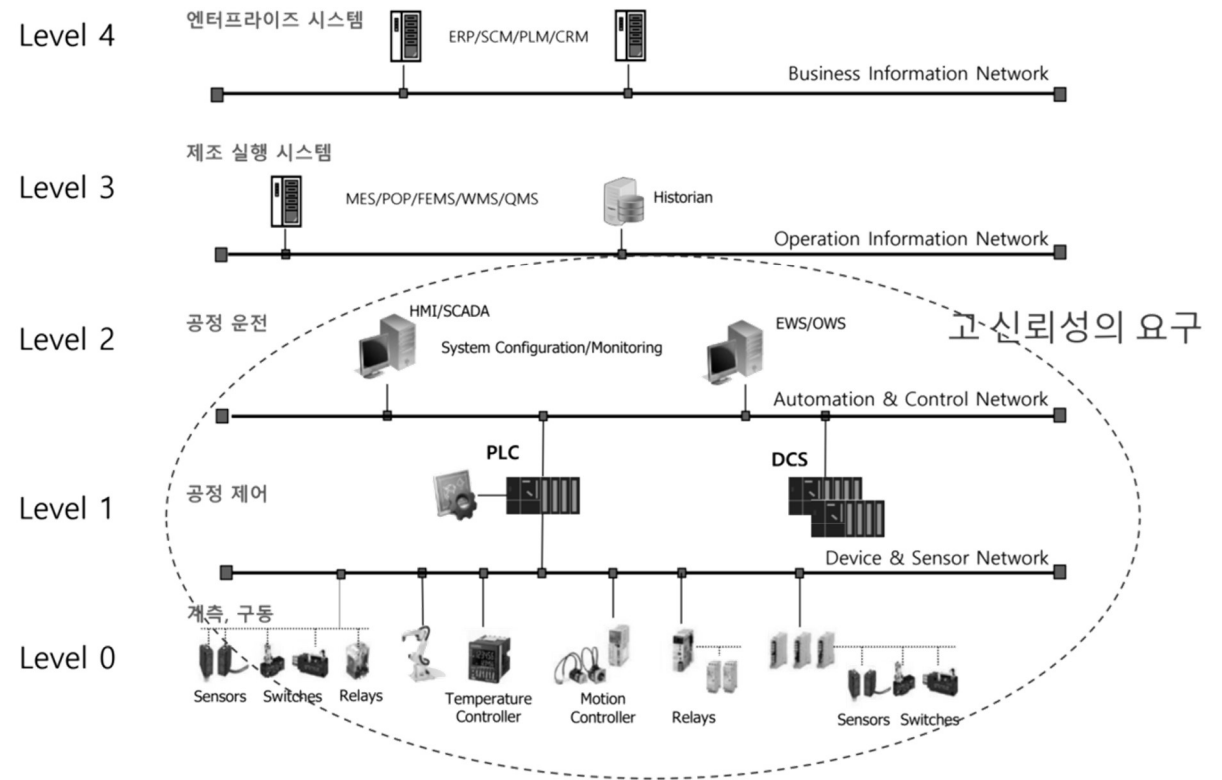 Level 4
엔터프라이즈 시스템
ERP/SCM/PLM/CRM
Business Information Network
Level 3
제조 실행 시스템
MES/POP/FEMS/WMS/QMS
Historian
Operation Information Network
Level 2
공정 운전
HMI/SCADA
System Configuration/Monitoring
EWS/OWS
고 신뢰성의 요구
Automation & Control Network
Level 1
공정 제어
PLC
DCS
Device & Sensor Network
Level 0
계측, 구동
Sensors
Switches
Relays
Temperature
Controller
Motion
Controller
Relays
Sensors
Switches